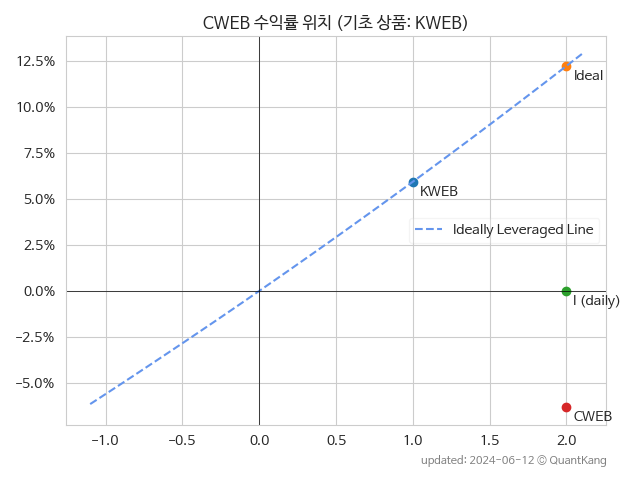 CWEB 수익률 위치 (기초 상품: KWEB)
12.5%
10.0%
7.5%
5.0%
2.5%
0.0%
−2.5%
−5.0%
Ideal
KWEB
Ideally Leveraged Line
I (daily)
CWEB
−1.0
−0.5
0.0
0.5
1.0
1.5
2.0
updated: 2024-06-12 © QuantKang